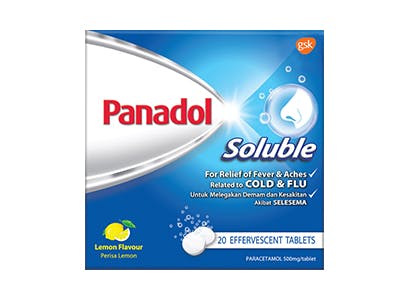 gsk
Panadol
Soluble
For Relief of Fever & Aches
Related to COLD & FLU
Untuk Melegakan Demam dan Kesakitan
Akibat SELESEMA
Lemon Flavour
Perisa Lemon
20 EFFERVESCENT TABLETS
PARACETAMOL 500mg/tablet